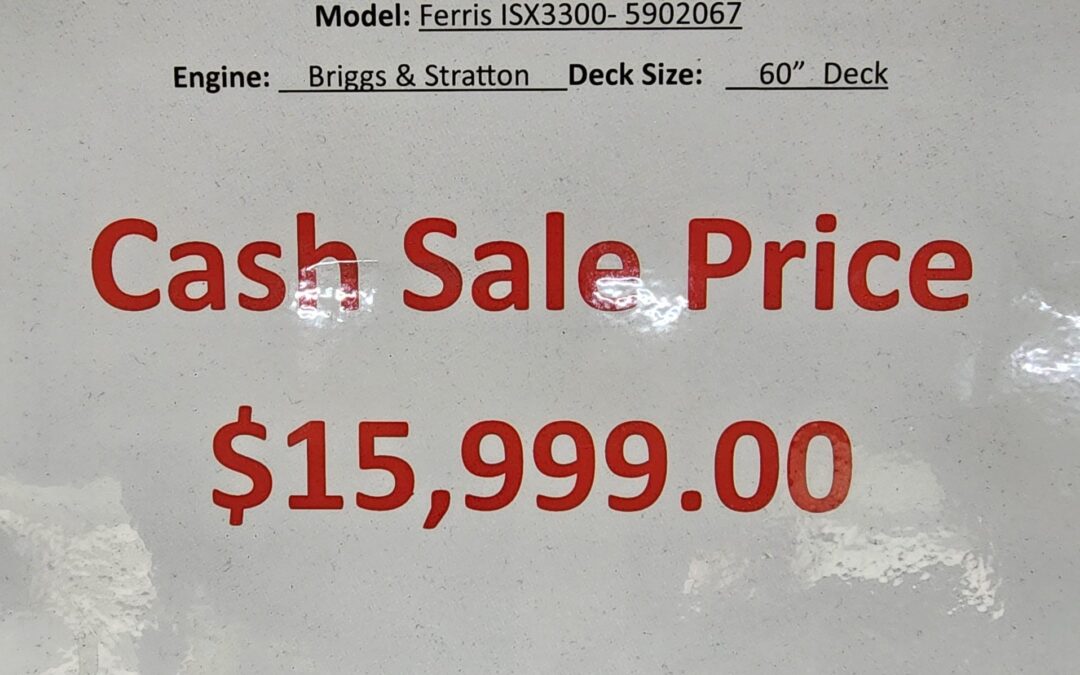 Model: Ferris ISX3300- 5902067
Engine: Briggs & Stratton Deck Size: 60” Deck
Cash Sale Price
$15,999.00